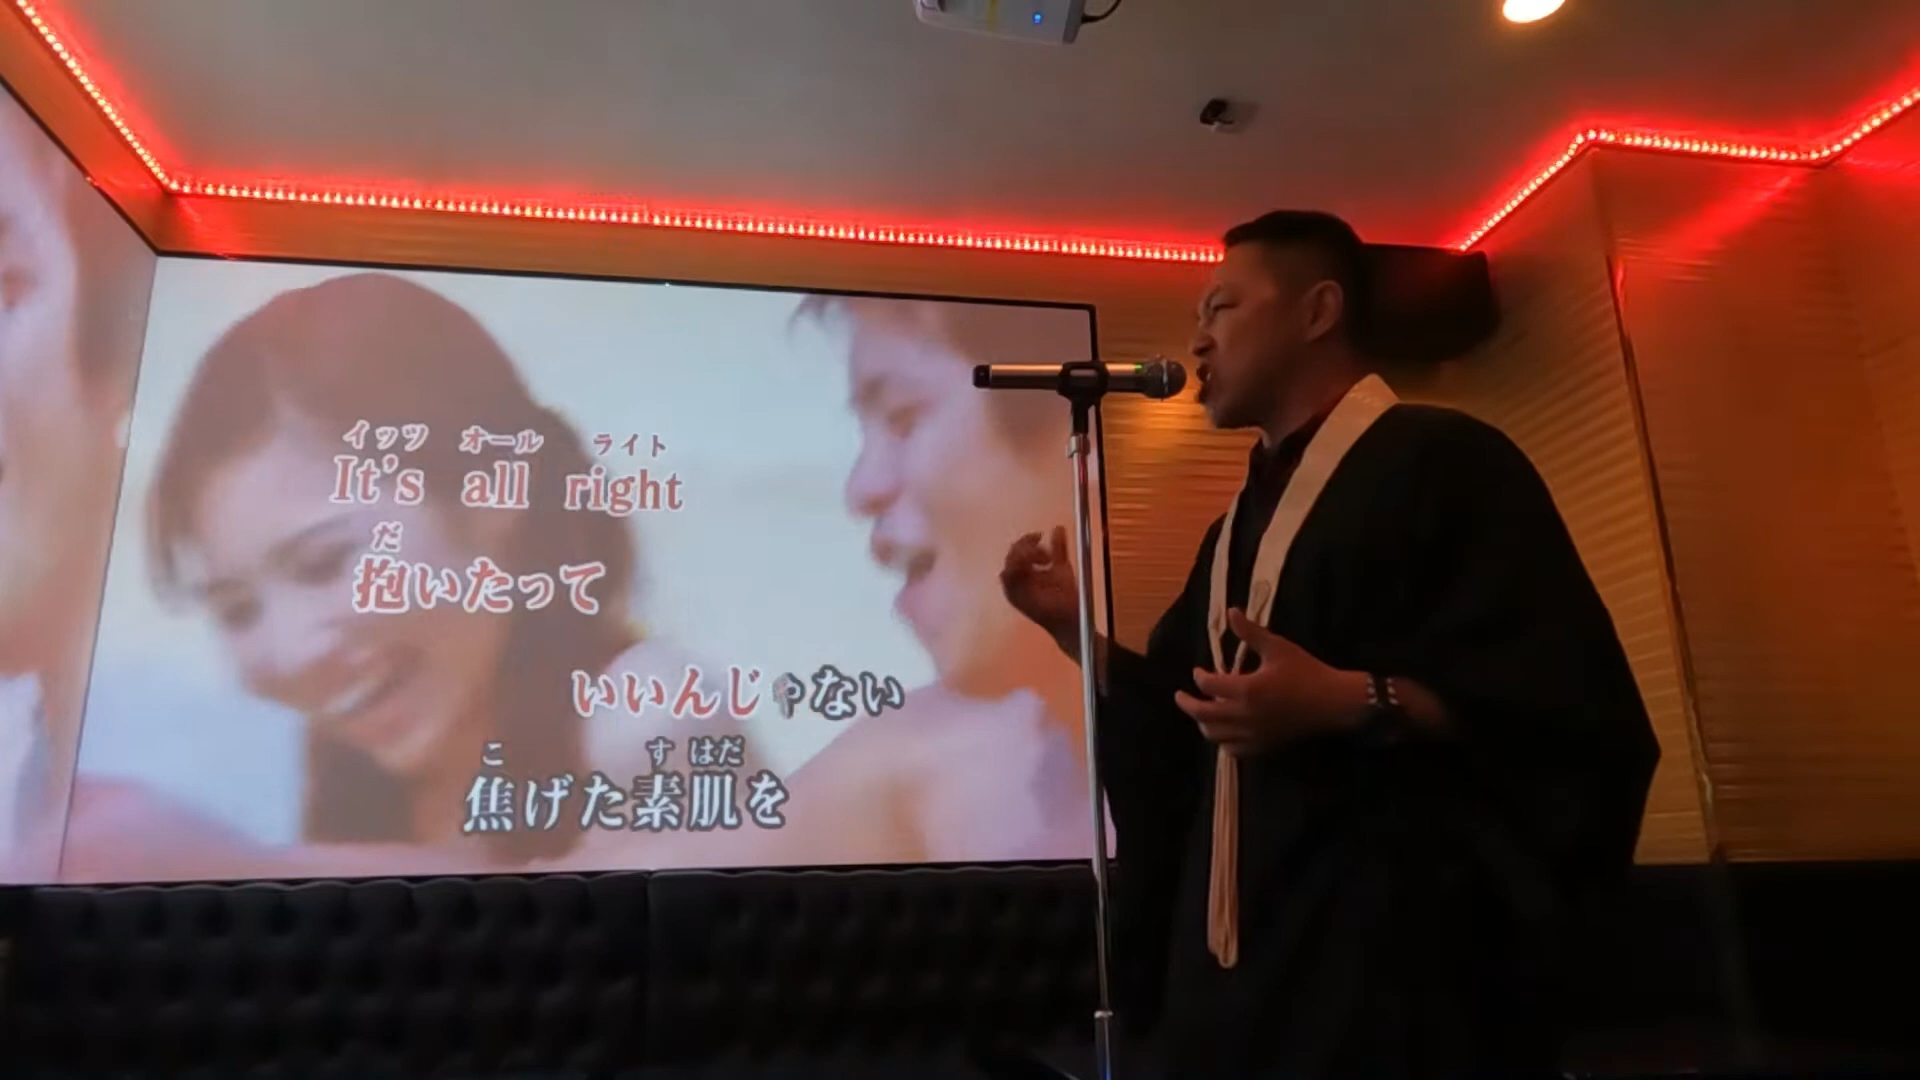 イッツ オール ライト
It's all right
だ
抱いたって
いいんじゃない
こ す はだ
焦げた素肌を